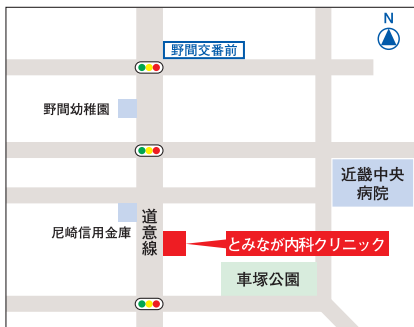 N
野間交番前
野間幼稚園
近畿中央
病院
道意線
尼崎信用金庫
とみなが内科クリニック
車塚公園